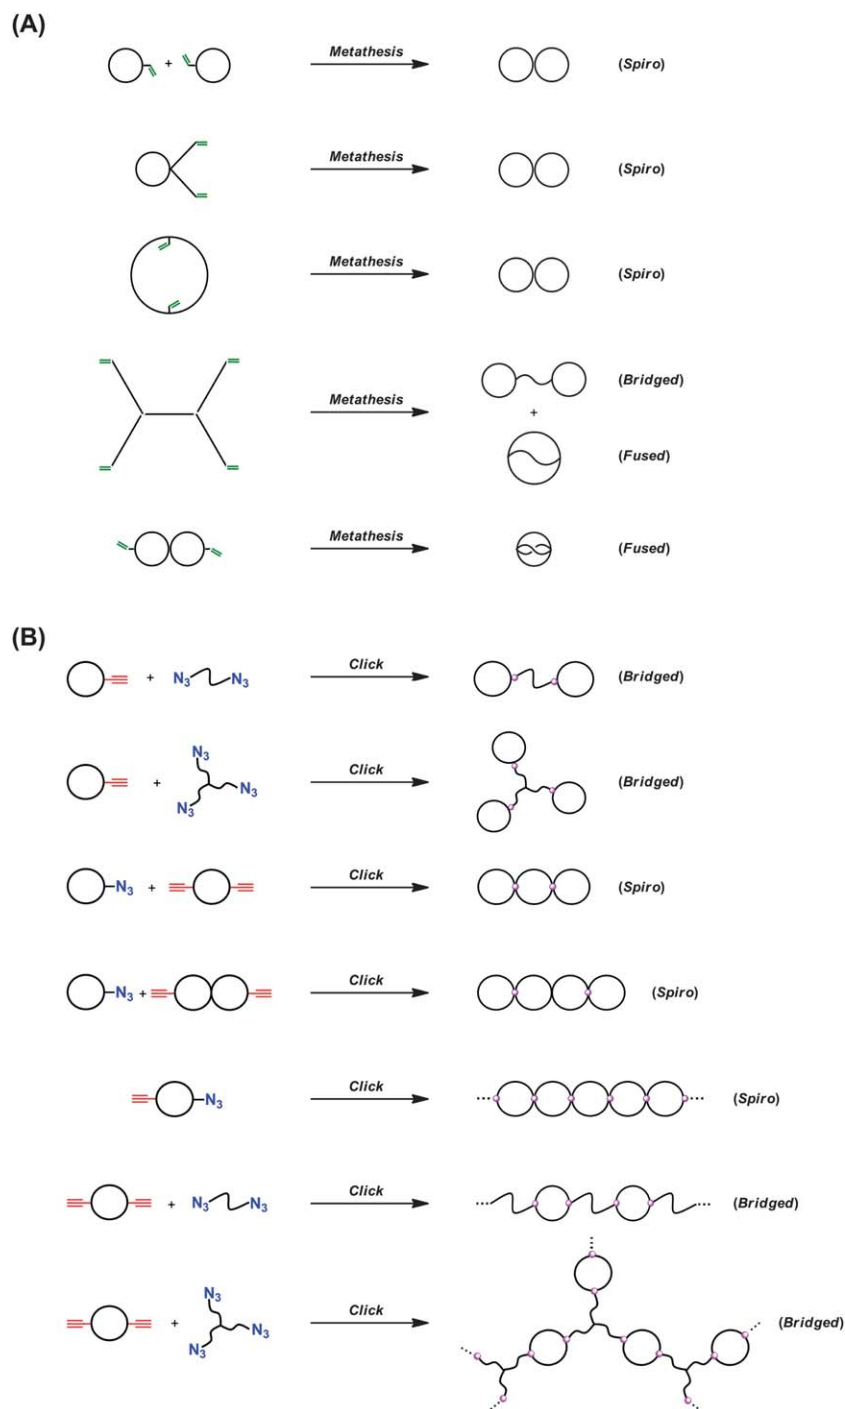 (A)
+ Metathesis (Spiro)
Metathesis (Spiro)
Metathesis (Spiro)
Metathesis (Bridged)
+
(Fused)
Metathesis (Fused)
(B)
+ N3 N3 Click (Bridged)
+ N3 N3 N3 Click (Bridged)
N3 + Click (Spiro)
N3 + Click (Spiro)
N3 Click (Spiro)
+ N3 N3 Click (Bridged)
+ N3 N3 N3 Click (Bridged)